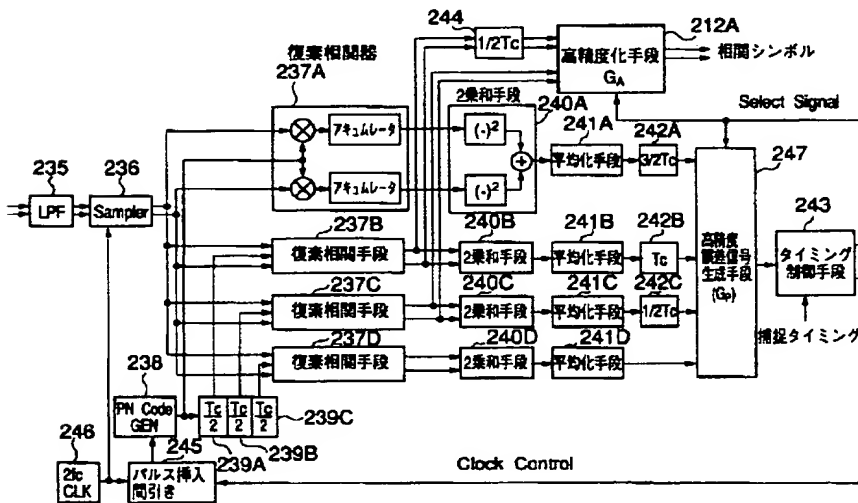 244
212A
1/2Tc
高精度化手段
GA
相関シンボル
復素相関器
237A
アキュムレータ
アキュムレータ
2乗和手段
240A
(・)²
(・)²
241A
平均化手段
242A
3/2Tc
Select Signal
247
高精度
誤差信号
生成手段
(Gp)
243
タイミング
制御手段
捕捉タイミング
235
LPF
236
Sampler
237B
復素相関手段
240B
2乗和手段
241B
平均化手段
242B
Tc
237C
復素相関手段
240C
2乗和手段
241C
平均化手段
242C
1/2Tc
237D
復素相関手段
240D
2乗和手段
241D
平均化手段
238
PN Code
GEN
Tc/2
Tc/2
Tc/2
239C
239B
239A
245
246
2fc
CLK
パルス挿入
間引き
Clock Control